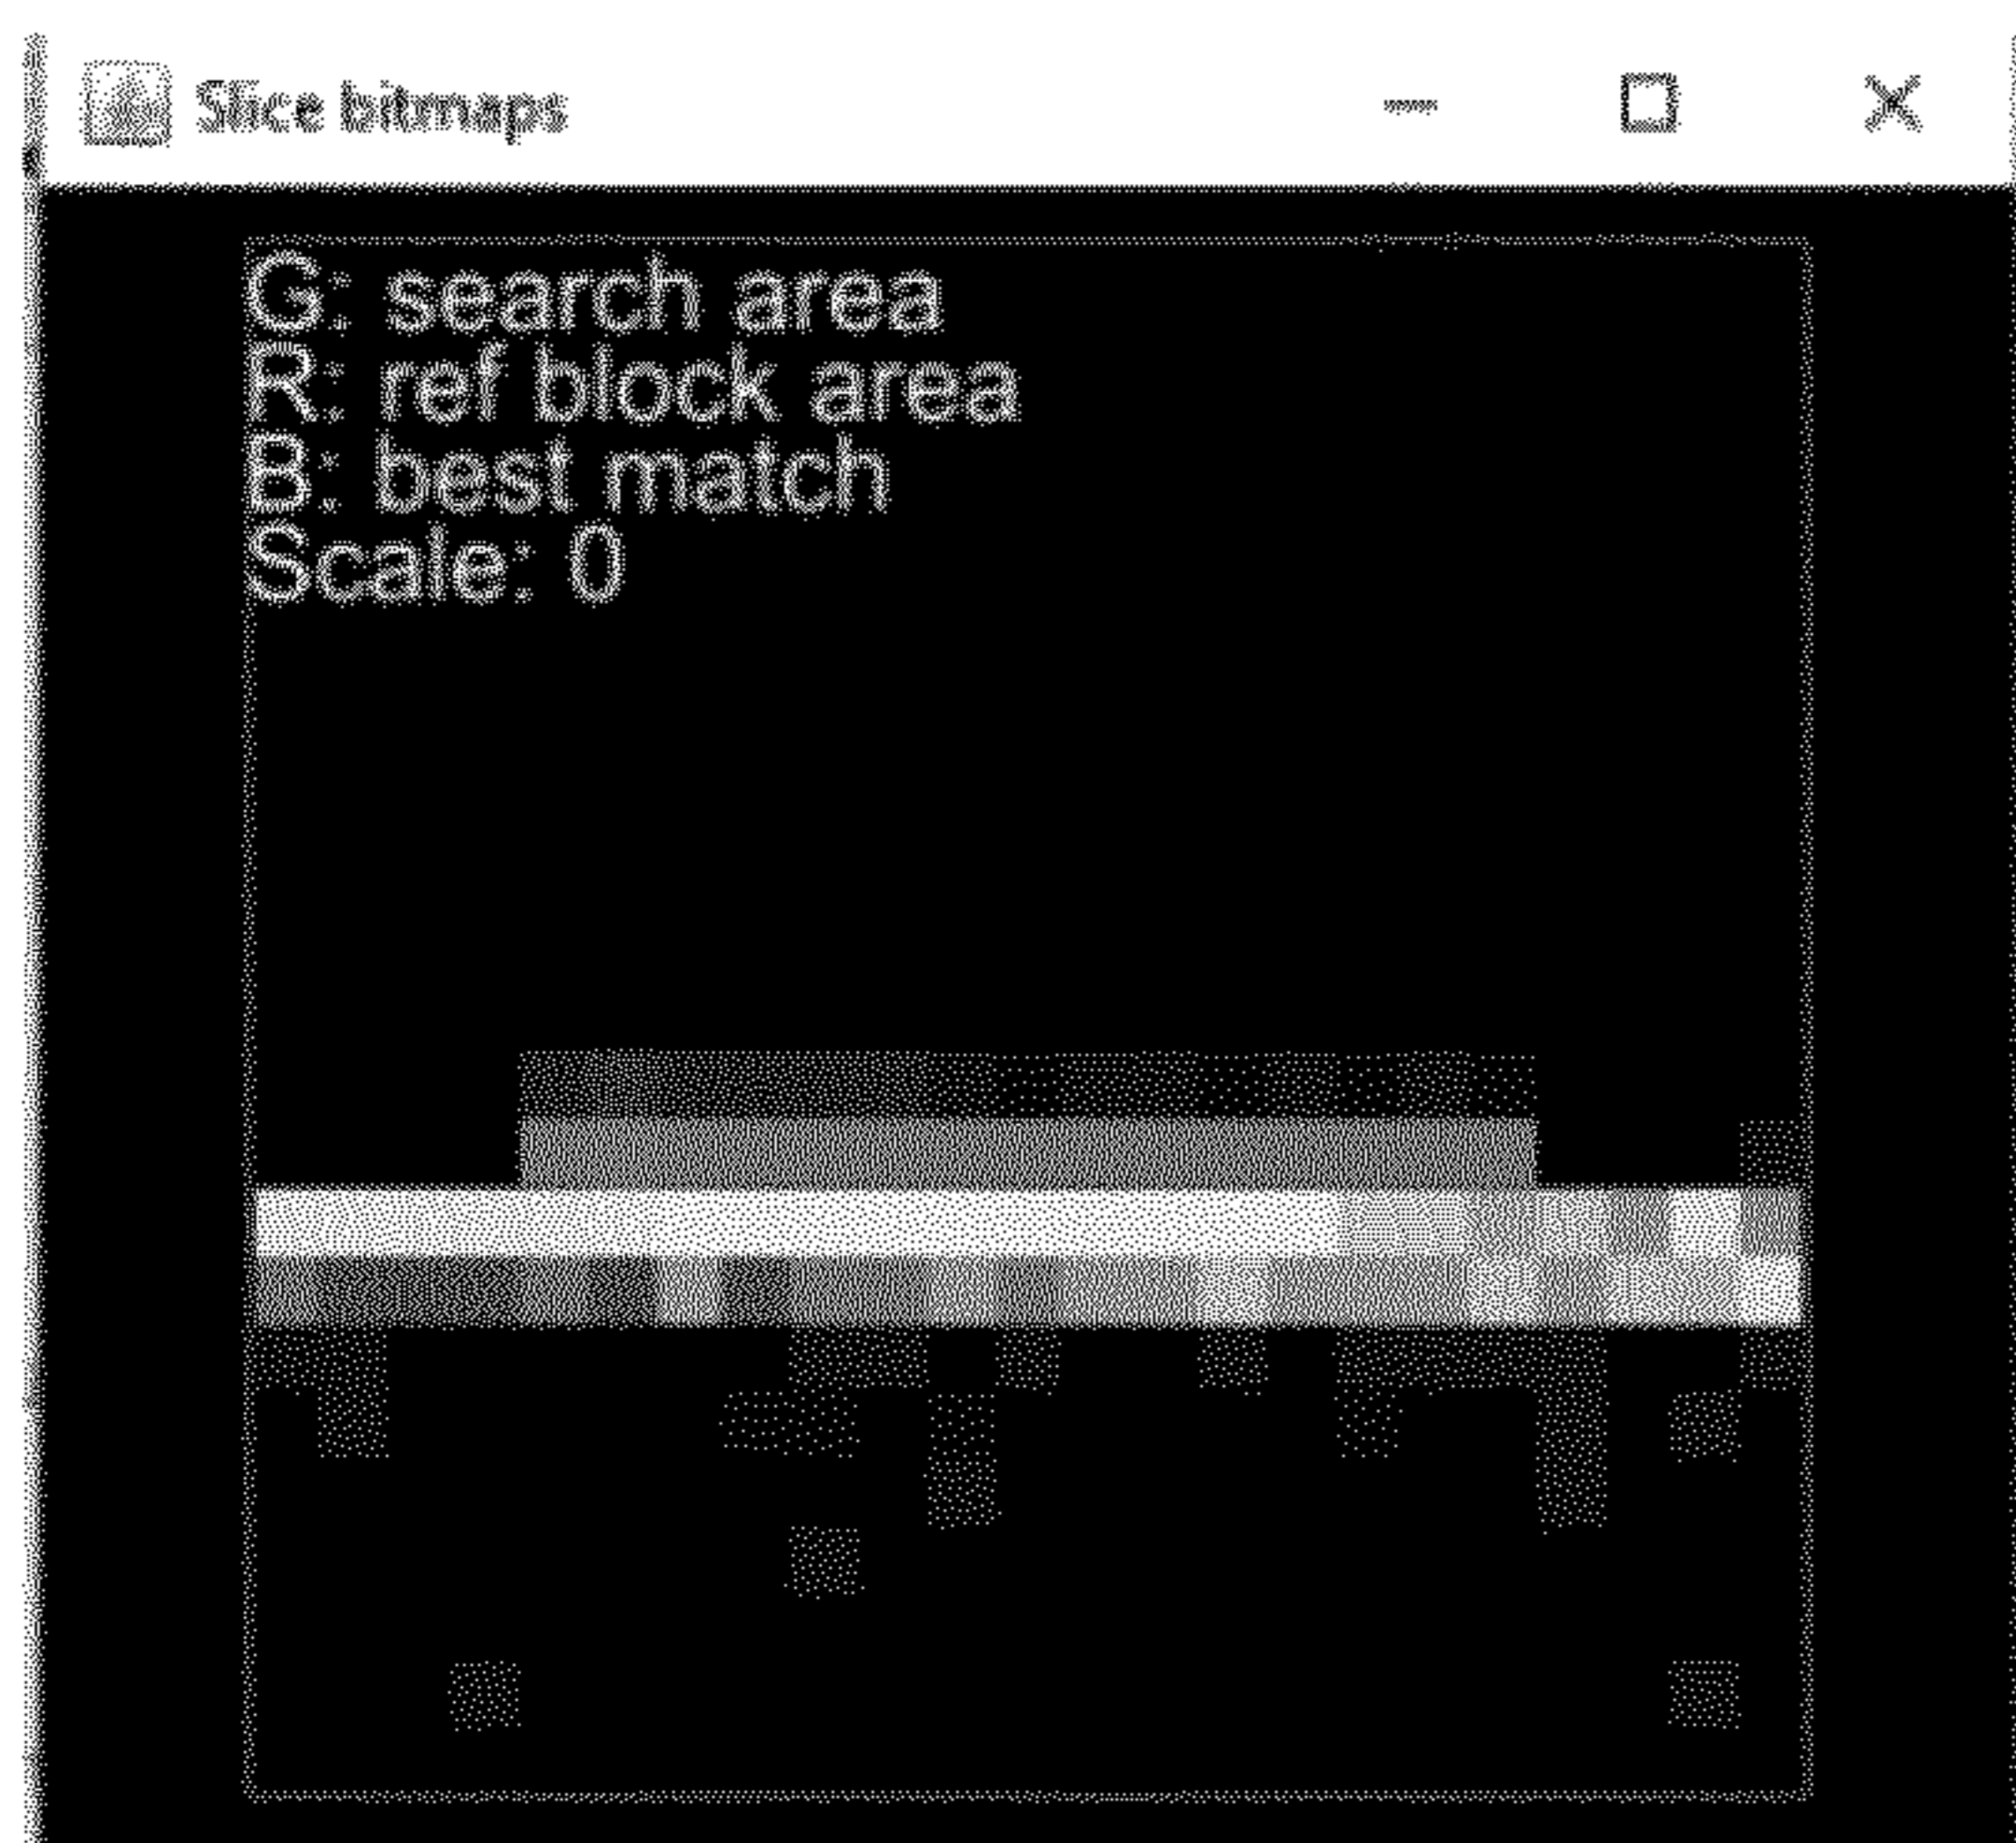 Slice bitmaps
G: search area
R: ref block area
B: best match
Scale: 0